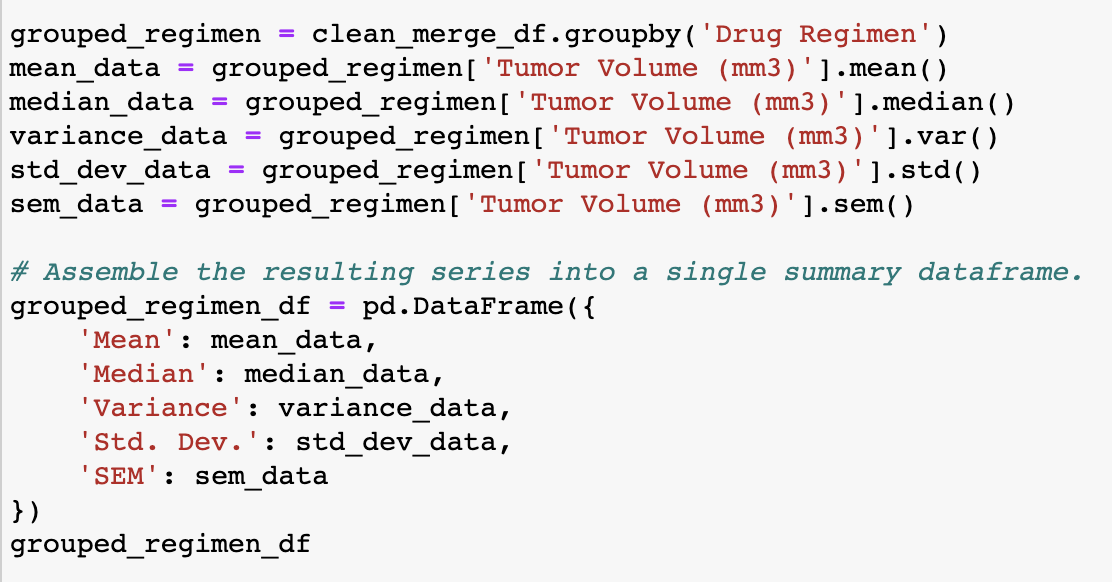 grouped_regimen = clean_merge_df.groupby('Drug Regimen')
mean_data = grouped_regimen['Tumor Volume (mm3)'].mean()
median_data = grouped_regimen['Tumor Volume (mm3)'].median()
variance_data = grouped_regimen['Tumor Volume (mm3)'].var()
std_dev_data = grouped_regimen['Tumor Volume (mm3)'].std()
sem_data = grouped_regimen['Tumor Volume (mm3)'].sem()

# Assemble the resulting series into a single summary dataframe.
grouped_regimen_df = pd.DataFrame({
    'Mean': mean_data,
    'Median': median_data,
    'Variance': variance_data,
    'Std. Dev.': std_dev_data,
    'SEM': sem_data
})
grouped_regimen_df